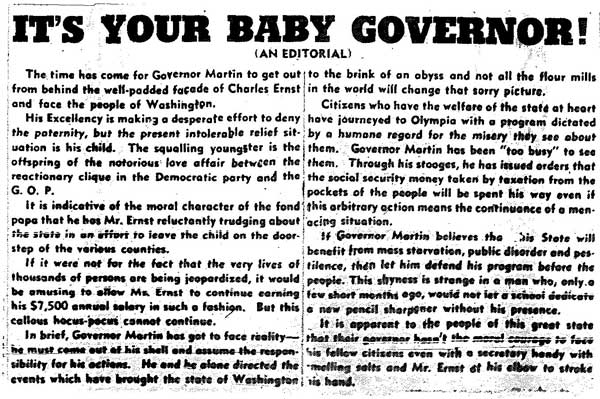 IT'S YOUR BABY GOVERNOR!
(AN EDITORIAL)
The time has come for Governor Martin to get out
from behind the well-padded façade of Charles Ernst
and face the people of Washington.
His Excellency is making a desperate effort to deny
the paternity, but the present intolerable relief sit-
uation is his child. The squalling youngster is the
offspring of the notorious love affair between the
reactionary clique in the Democratic party and the
G. O. P.
It is indicative of the moral character of the fond
papa that he has Mr. Ernst reluctantly trudging about
the state in an effort to leave the child on the door-
step of the various counties.
If it were not for the fact that the very lives of
thousands of persons are being jeopardized, it would
be amusing to allow Mr. Ernst to continue earning
his $7,500 annual salary in such a fashion. But this
callous hocus-pocus cannot continue.
In brief, Governor Martin has got to face reality—
he must come out of his shell and assume the respon-
sibility for his actions. He and he alone directed the
events which have brought the state of Washington
to the brink of an abyss and not all the flour mills
in the world will change that sorry picture.
Citizens who have the welfare of the state at heart
have journeyed to Olympia with a program dictated
by a humane regard for the misery they see about
them. Governor Martin has been "too busy" to see
them. Through his stooges, he has issued orders that
the social security money taken by taxation from the
pockets of the people will be spent his way even if
this arbitrary action means the continuance of a men-
acing situation.
If Governor Martin believes tha his State will
benefit from mass starvation, public disorder and pes-
tilence, then let him defend his program before the
people. This shyness is strange in a man who, only a
few short months ago, would not let a school dedicate
a new pencil sharpener without his presence.
It is apparent to the people of this great state
that their governor hasn't the moral courage to face
his fellow citizens even with a secretary handy with
smelling salts and Mr. Ernst at his elbow to stroke
his hand.